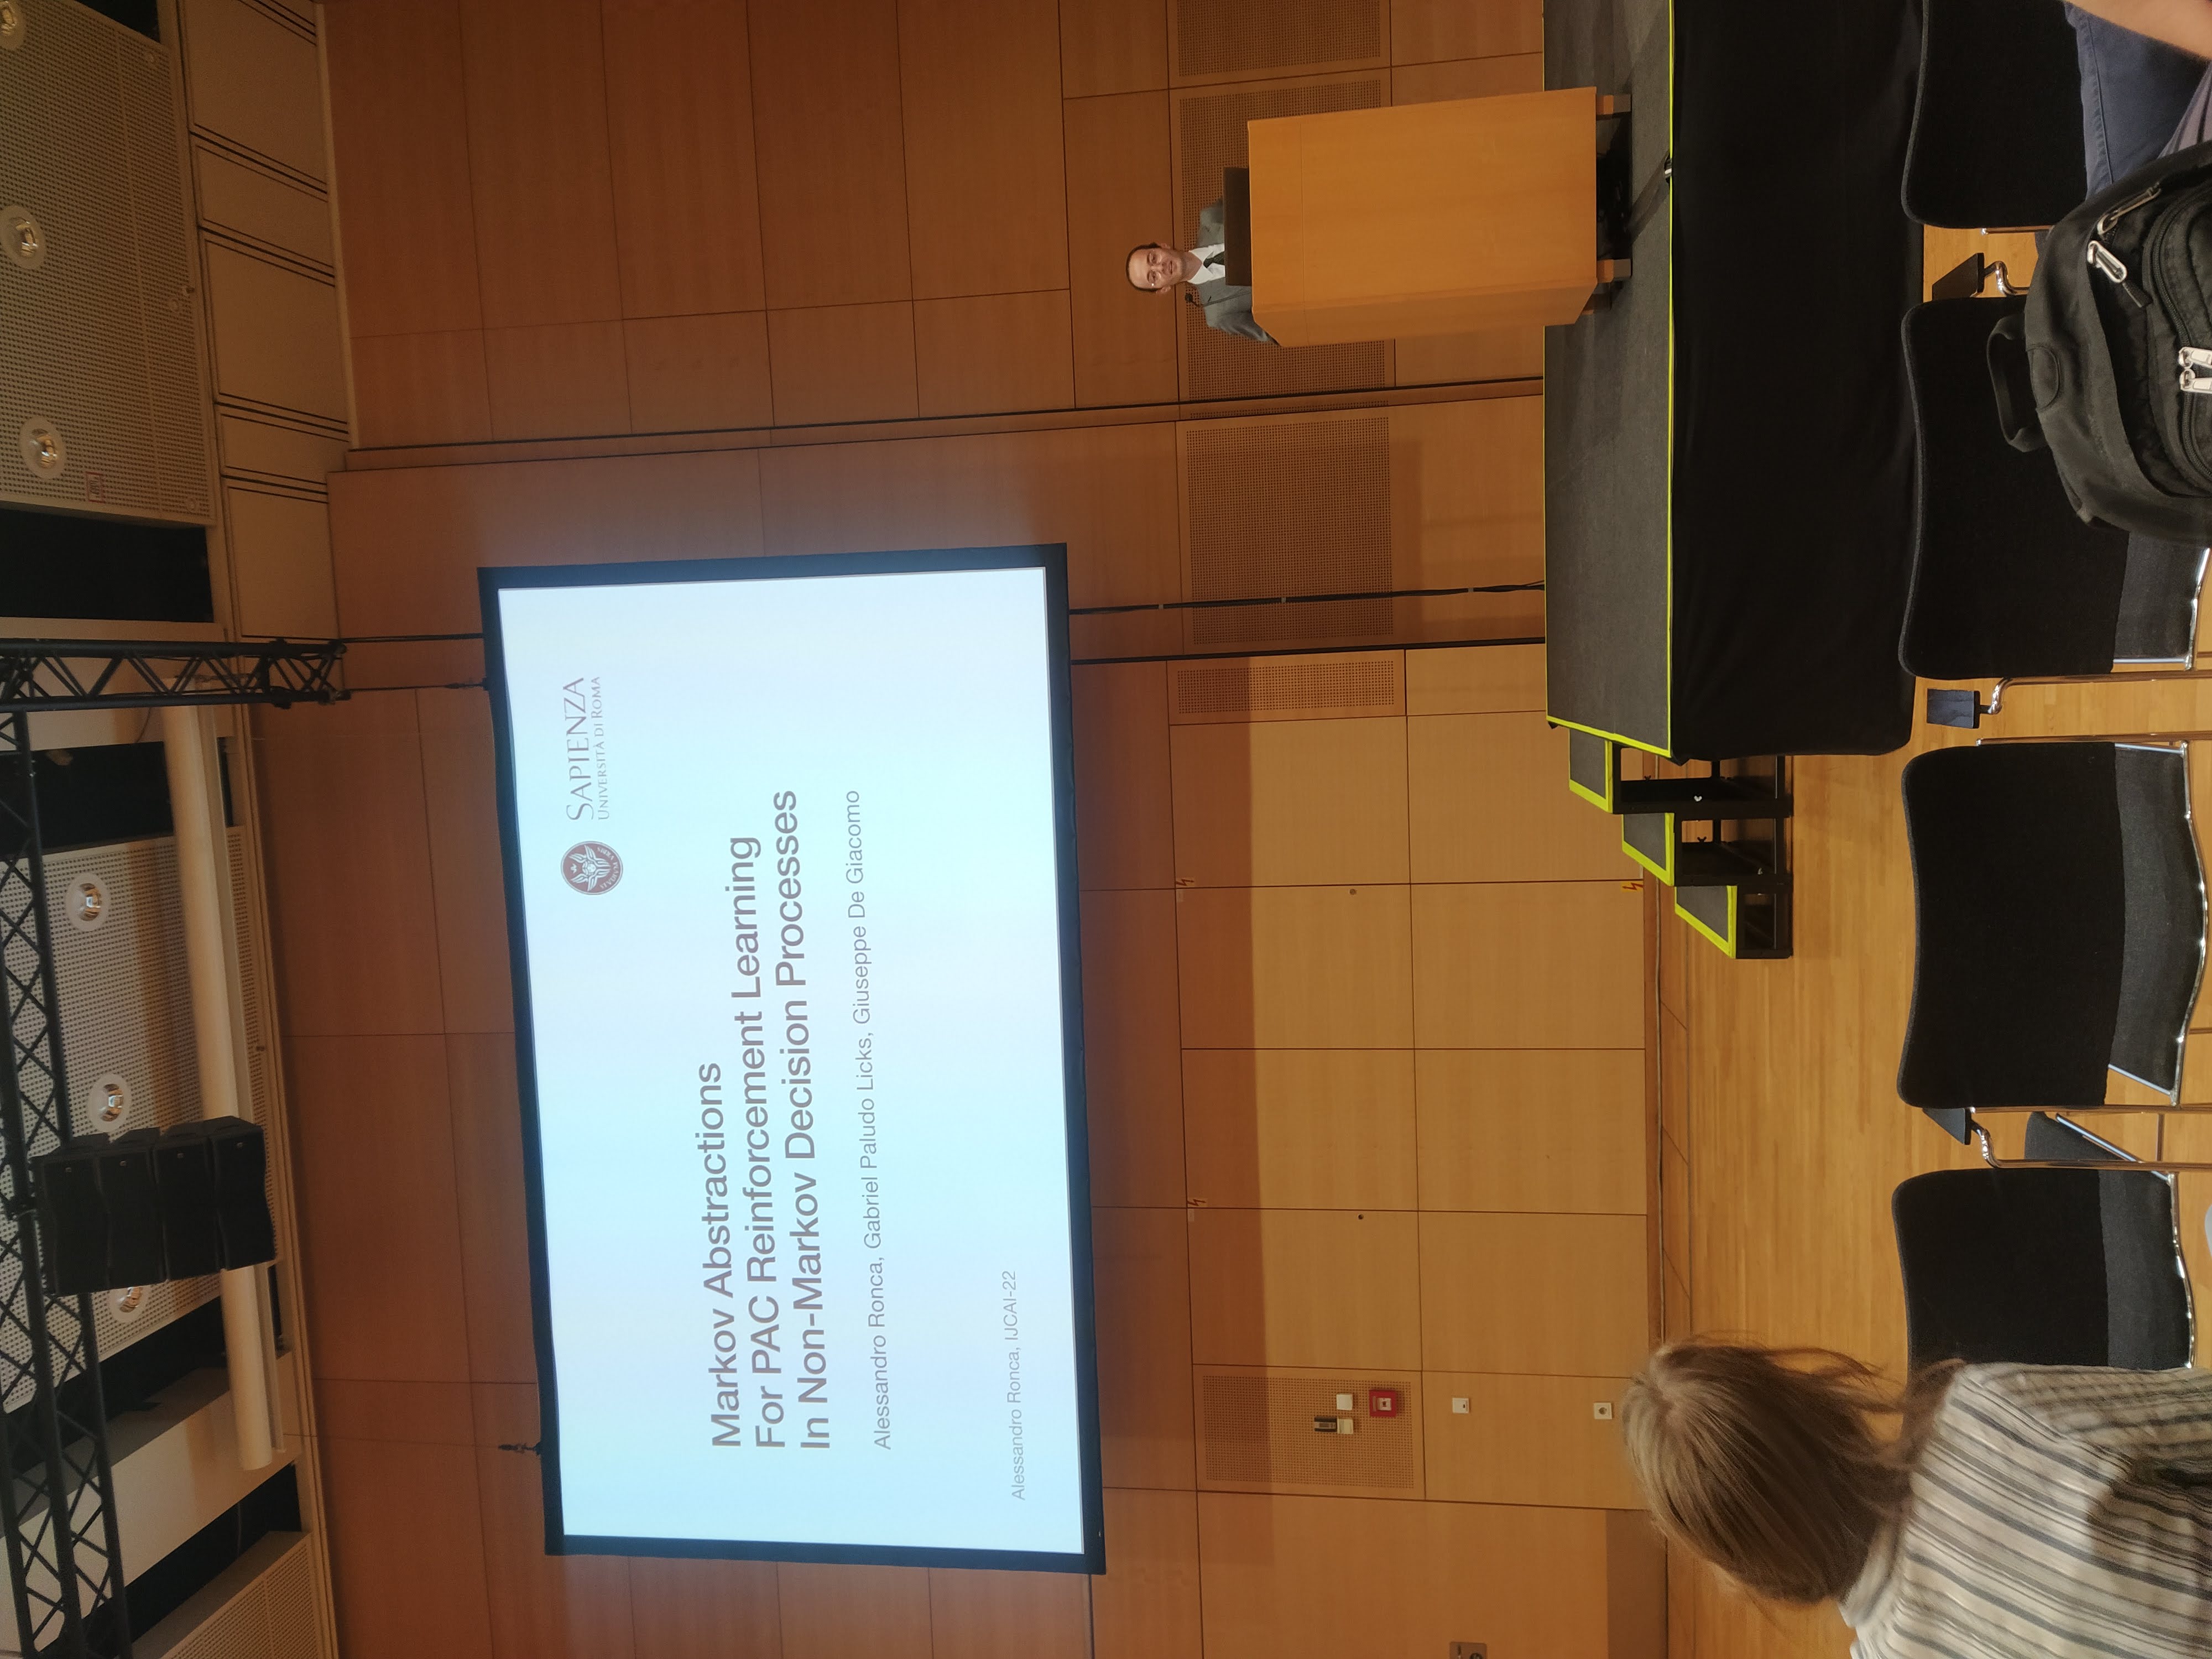 SAPIENZA
UNIVERSITÀ DI ROMA
Markov Abstractions
For PAC Reinforcement Learning
In Non-Markov Decision Processes
Alessandro Ronca, Gabriel Paludo Licks, Giuseppe De Giacomo
Alessandro Ronca, IJCAI-22